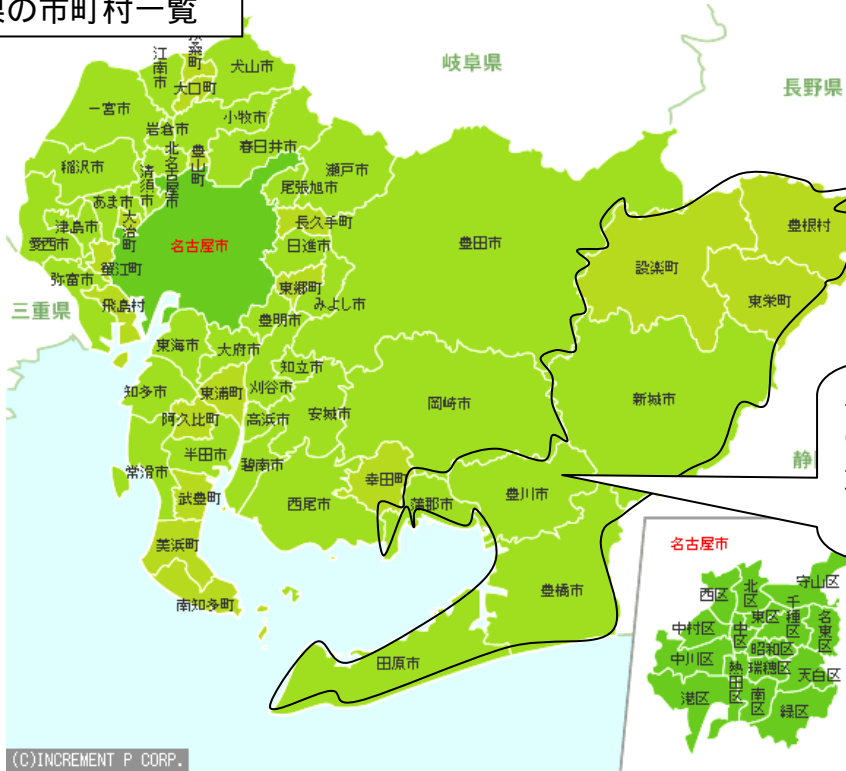 県の市町村一覧
岐阜県
長野県
三重県
静
江南市
扶桑町
犬山市
大口町
一宮市
岩倉市
小牧市
稲沢市
清須市
北名古屋市
豊山町
春日井市
瀬戸市
尾張旭市
あま市
津島市
大治町
愛西市
蟹江町
弥富市
飛島村
名古屋市
長久手町
日進市
東郷町
みよし市
豊明市
豊田市
設楽町
豊根村
東栄町
新城市
東海市
大府市
知立市
知多市
東浦町
刈谷市
阿久比町
高浜市
安城市
岡崎市
半田市
常滑市
碧南市
武豊町
西尾市
幸田町
蒲郡市
豊川市
美浜町
南知多町
豊橋市
田原市
名古屋市
守山区
西区
北区
東区
千種区
名東区
中村区
中区
昭和区
中川区
熱田区
瑞穂区
天白区
港区
南区
緑区
(C)INCREMENT P CORP.